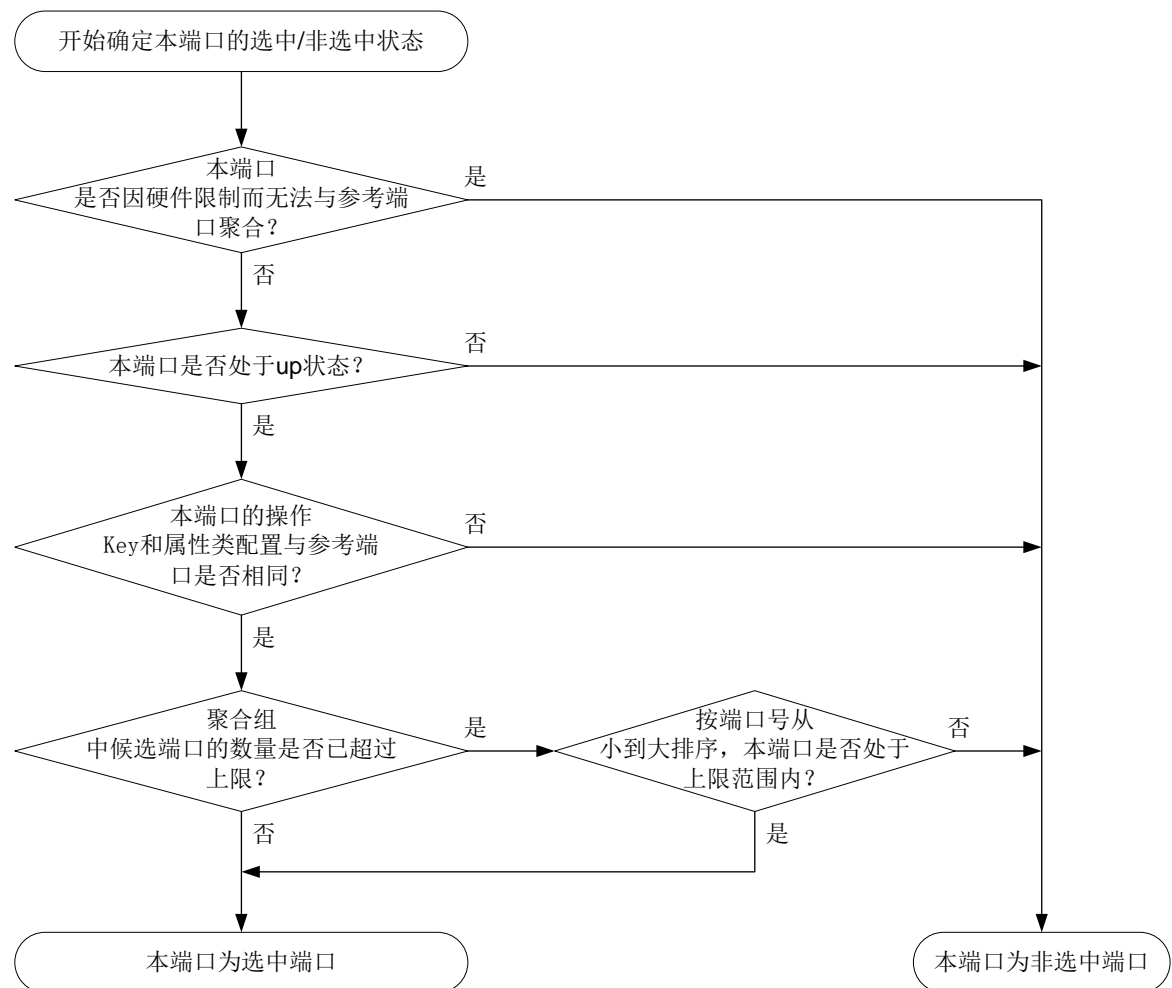 开始确定本端口的选中/非选中状态
本端口
是否因硬件限制而无法与参考端
口聚合？
是
否
本端口是否处于up状态？
否
是
本端口的操作
Key和属性类配置与参考端
口是否相同？
否
是
聚合组
中候选端口的数量是否已超过
上限？
是
按端口号从
小到大排序，本端口是否处于
上限范围内？
否
否
是
本端口为选中端口
本端口为非选中端口